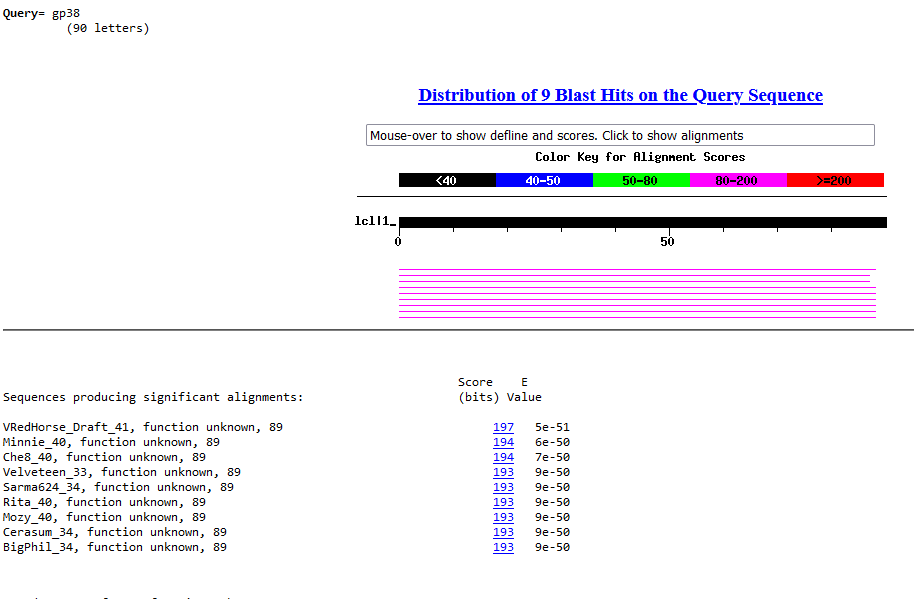 Query= gp38
(90 letters)
Distribution of 9 Blast Hits on the Query Sequence
Mouse-over to show defline and scores. Click to show alignments
Color Key for Alignment Scores
<40 40-50 50-80 80-200 >=200
lcl|1_
0 50
Score E
Sequences producing significant alignments: (bits) Value
VRedHorse_Draft_41, function unknown, 89 197 5e-51
Minnie_40, function unknown, 89 194 6e-50
Che8_40, function unknown, 89 194 7e-50
Velveteen_33, function unknown, 89 193 9e-50
Sarma624_34, function unknown, 89 193 9e-50
Rita_40, function unknown, 89 193 9e-50
Mozy_40, function unknown, 89 193 9e-50
Cerasum_34, function unknown, 89 193 9e-50
BigPhil_34, function unknown, 89 193 9e-50